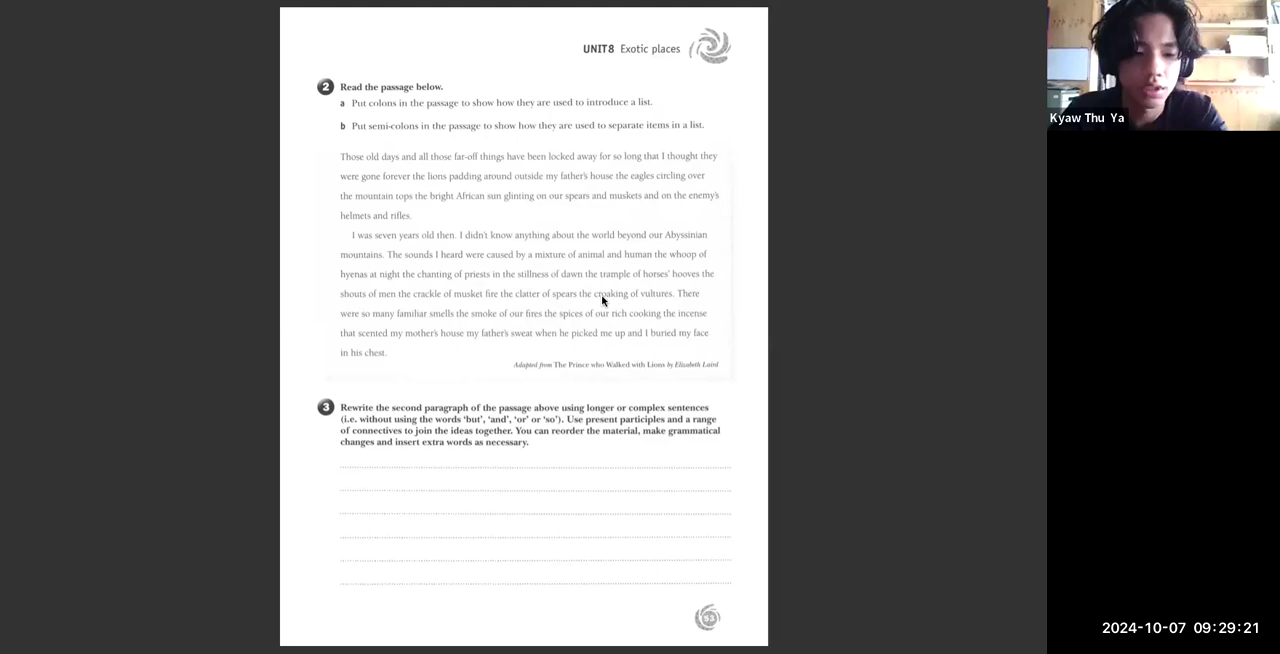 UNIT 8 Exotic places
2 Read the passage below.
a Put colons in the passage to show how they are used to introduce a list.
b Put semi-colons in the passage to show how they are used to separate items in a list.
Those old days and all those far-off things have been locked away for so long that I thought they
were gone forever the lions padding around outside my father's house the eagles circling over
the mountain tops the bright African sun glinting on our spears and muskets and on the enemy's
helmets and rifles.
I was seven years old then. I didn't know anything about the world beyond our Abyssinian
mountains. The sounds I heard were caused by a mixture of animal and human the whoop of
hyenas at night the chanting of priests in the stillness of dawn the trample of horses' hooves the
shouts of men the crackle of musket fire the clatter of spears the croaking of vultures. There
were so many familiar smells the smoke of our fires the spices of our rich cooking the incense
that scented my mother's house my father's sweat when he picked me up and I buried my face
in his chest.
Adapted from The Prince who Walked with Lions by Elizabeth Laird
3 Rewrite the second paragraph of the passage above using longer or complex sentences
(i.e. without using the words 'but', 'and', 'or' or 'so'). Use present participles and a range
of connectives to join the ideas together. You can reorder the material, make grammatical
changes and insert extra words as necessary.
53
Kyaw Thu Ya
2024-10-07 09:29:21